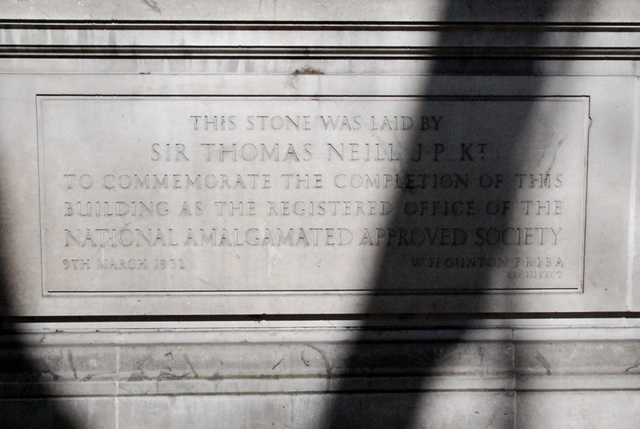 THIS STONE WAS LAID BY
SIR THOMAS NEILL J·P. KT
TO COMMEMORATE THE COMPLETION OF THIS
BUILDING AS THE REGISTERED OFFICE OF THE
NATIONAL AMALGAMATED APPROVED SOCIETY
9TH MARCH 1932 W·H·GUNTON F·R·I·B·A
ARCHITECT